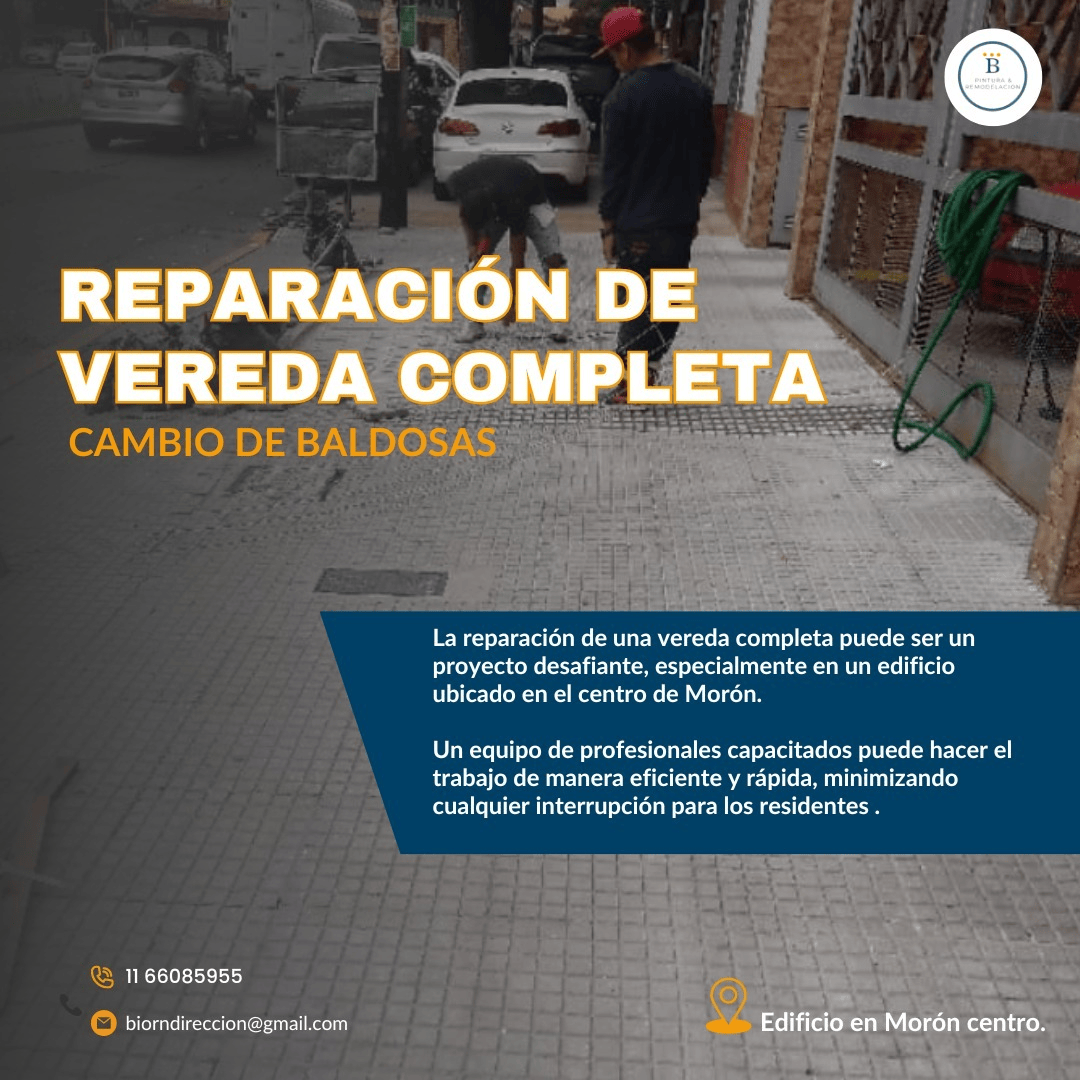 B
PINTURA &
REMODELACION
REPARACIÓN DE
VEREDA COMPLETA
CAMBIO DE BALDOSAS
La reparación de una vereda completa puede ser un
proyecto desafiante, especialmente en un edificio
ubicado en el centro de Morón.
Un equipo de profesionales capacitados puede hacer el
trabajo de manera eficiente y rápida, minimizando
cualquier interrupción para los residentes .
11 66085955
biorndireccion@gmail.com
Edificio en Morón centro.